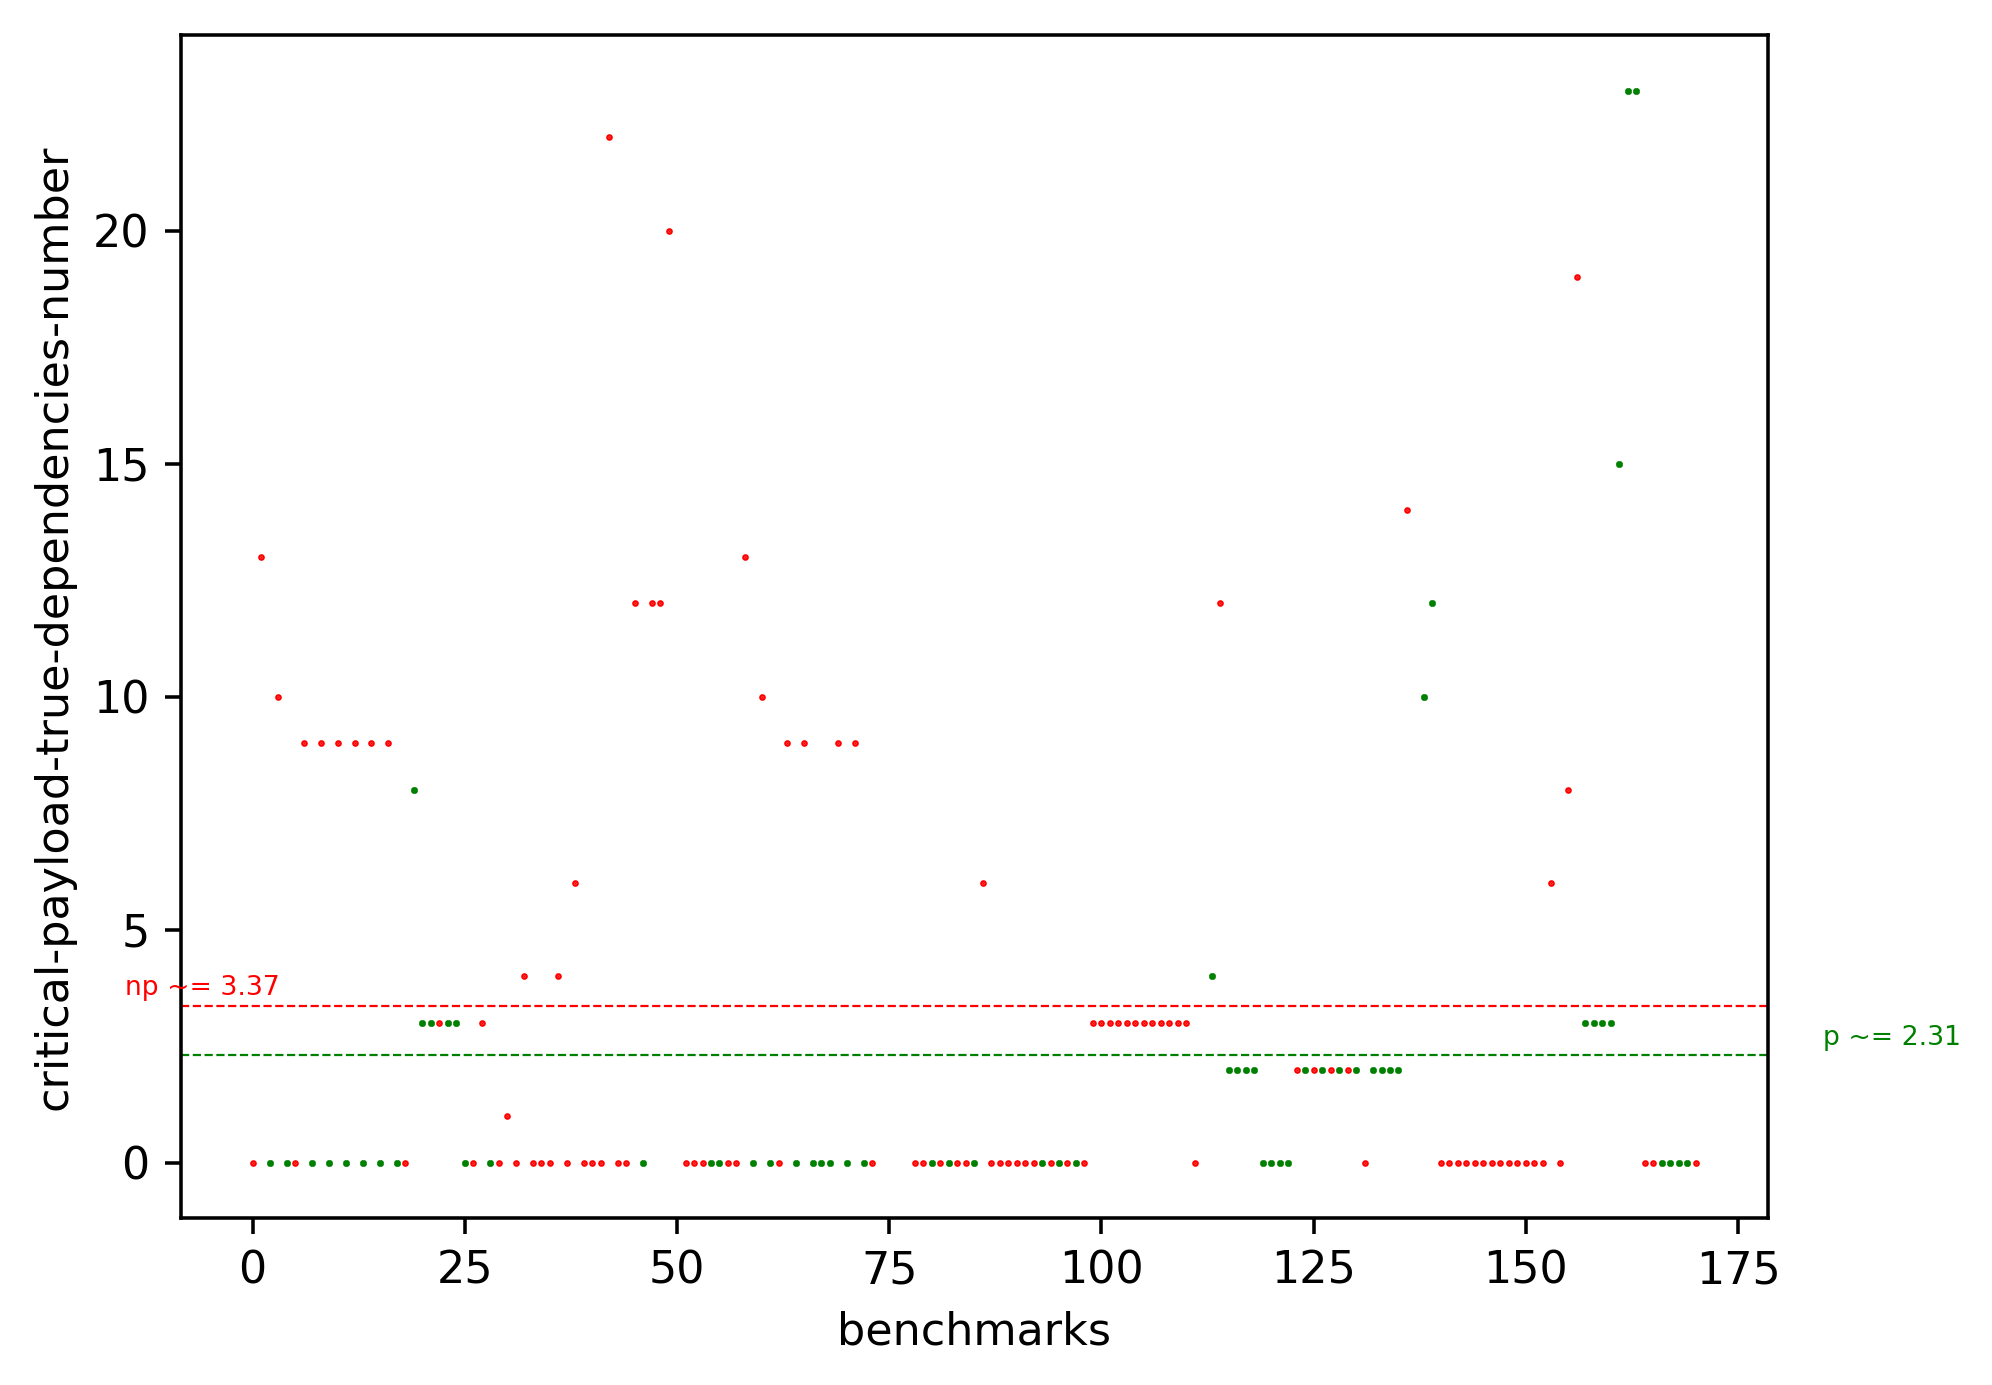 critical-payload-true-dependencies-number
20
15
10
5
0
np ~= 3.37
p ~= 2.31
0 25 50 75 100 125 150 175
benchmarks